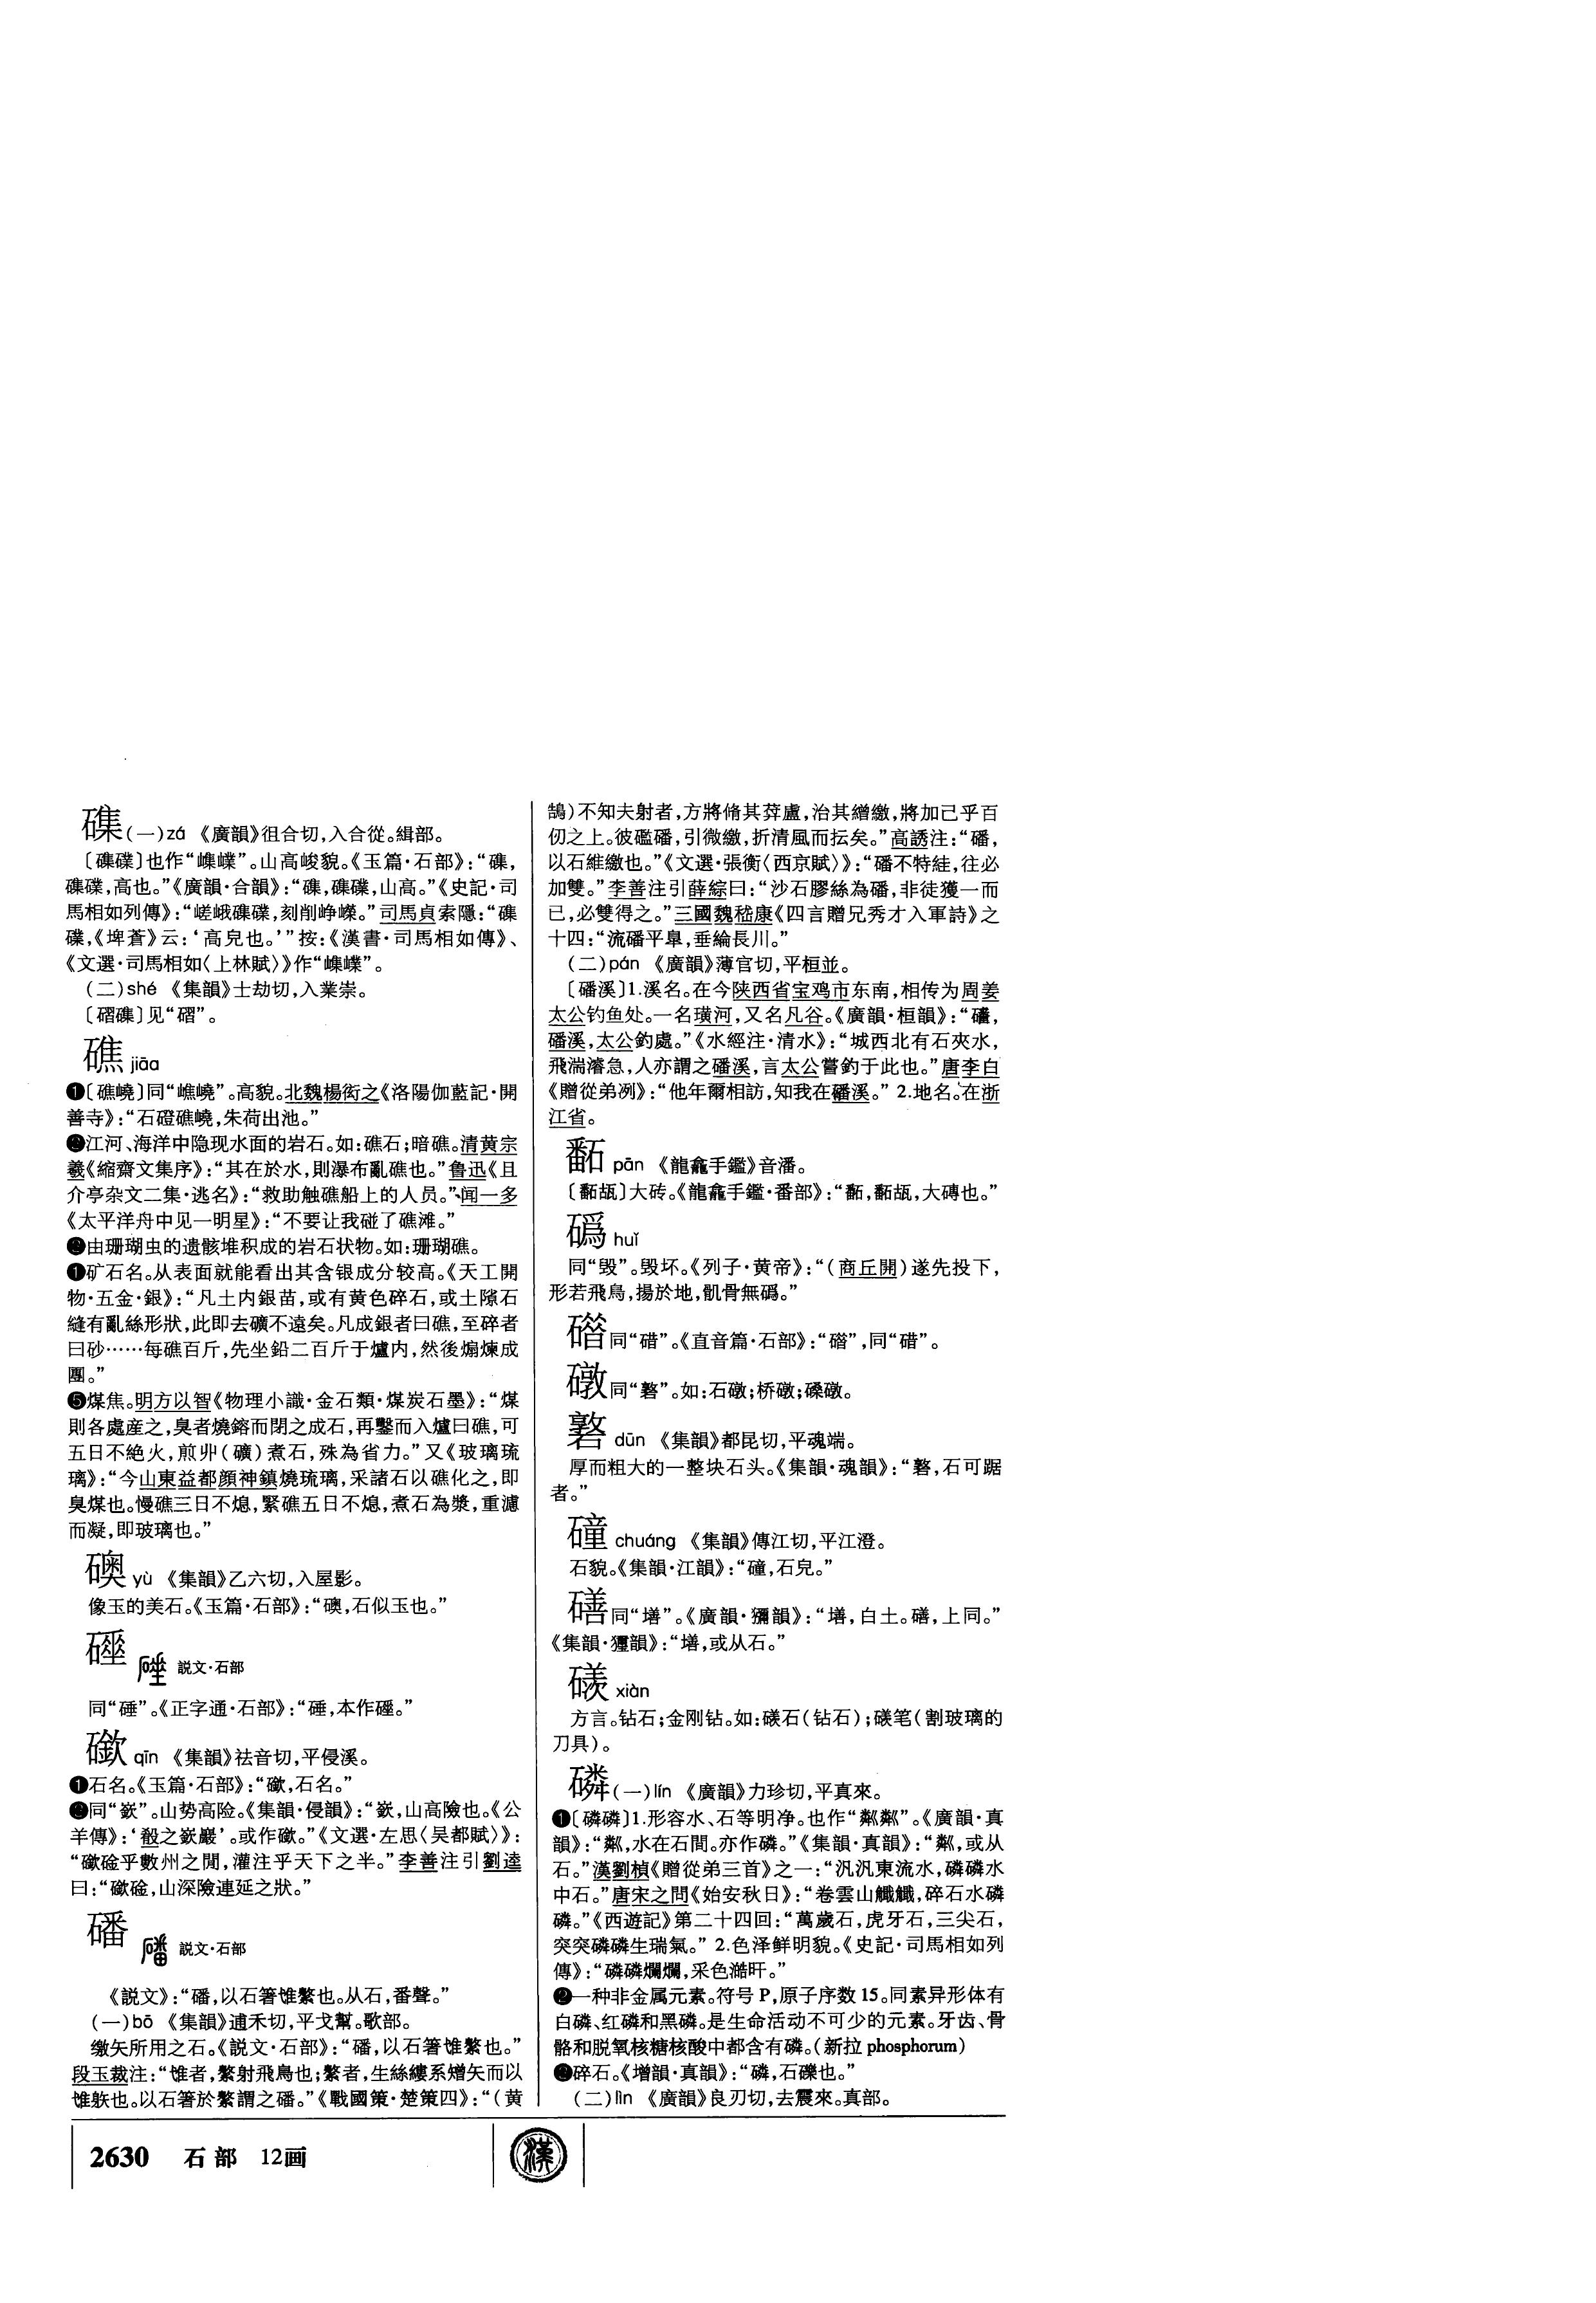 磼(一)zá 《廣韻》徂合切,入合從。緝部。
〔磼礏〕也作“嶫嶪”。山高峻貌。《玉篇·石部》:“磼,
磼礏,高也。”《廣韻·合韻》:“磼,磼礏,山高。”《史記·司
馬相如列傳》:“嵯峨磼礏,刻削崢嶸。”司馬貞索隱:“磼
礏,《埤蒼》云:‘高皃也。’”按:《漢書·司馬相如傳》、
《文選·司馬相如〈上林賦〉》作“嶫嶪”。
(二)shé 《集韻》士劫切,入業崇。
〔磖磼〕见“磖”。
礁 jiāo
❶〔礁嶢〕同“嶕嶢”。高貌。北魏楊衒之《洛陽伽藍記·開
善寺》:“石磴礁嶢,朱荷出池。”
❷江河、海洋中隐现水面的岩石。如:礁石;暗礁。清黄宗
羲《縮齋文集序》:“其在於水,則瀑布亂礁也。”鲁迅《且
介亭杂文二集·逃名》:“救助触礁船上的人员。”闻一多
《太平洋舟中见一明星》:“不要让我碰了礁滩。”
❸由珊瑚虫的遗骸堆积成的岩石状物。如:珊瑚礁。
❹矿石名。从表面就能看出其含银成分较高。《天工開
物·五金·銀》:“凡土内銀苗,或有黄色碎石,或土隙石
縫有亂絲形狀,此即去礦不遠矣。凡成銀者曰礁,至碎者
曰砂……每礁百斤,先坐鉛二百斤于爐内,然後煽煉成
團。”
❺煤焦。明方以智《物理小識·金石類·煤炭石墨》:“煤
則各處産之,臭者燒鎔而閉之成石,再鑿而入爐曰礁,可
五日不絶火,煎丱(礦)煮石,殊為省力。”又《玻璃琉
璃》:“今山東益都顔神鎮燒琉璃,采諸石以礁化之,即
臭煤也。慢礁三日不熄,緊礁五日不熄,煮石為漿,重濾
而凝,即玻璃也。”
礇 yù 《集韻》乙六切,入屋影。
像玉的美石。《玉篇·石部》:“礇,石似玉也。”
説文·石部
同“硾”。《正字通·石部》:“硾,本作。”
礉 qīn 《集韻》祛音切,平侵溪。
❶石名。《玉篇·石部》:“,石名。”
❷同“嶔”。山势高险。《集韻·侵韻》:“嶔,山高險也。《公
羊傳》:‘殽之嶔巖’。或作。”《文選·左思〈吴都賦〉》:
“硷乎數州之閒,灌注乎天下之半。”李善注引劉逵
曰:“,山深險連延之狀。”
磻 説文·石部
《説文》:“磻,以石箸隿繁也。从石,番聲。”
(一)bō 《集韻》逋禾切,平戈幫。歌部。
缴矢所用之石。《説文·石部》:“磻,以石箸隿繁也。”
段玉裁注:“隿者,繁射飛鳥也;繁者,生絲縷系矰矢而以
隿䠶也。以石箸於繁謂之磻。”《戰國策·楚策四》:“(黄
鵠)不知夫射者,方將脩其莽盧,治其繒繳,將加己乎百
仞之上。彼礛磻,引微繳,折清風而抎矣。”高誘注:“磻,
以石維繳也。”《文選·張衡〈西京賦〉》:“磻不特絓,往必
加雙。”李善注引薛綜曰:“沙石膠絲為磻,非徒獲一而
已,必雙得之。”三國魏嵇康《四言贈兄秀才入軍詩》之
十四:“流磻平臯,垂綸長川。”
(二)pán 《廣韻》薄官切,平桓並。
〔磻溪〕1.溪名。在今陕西省宝鸡市东南,相传为周姜
太公钓鱼处。一名璜河,又名凡谷。《廣韻·桓韻》:“磻,
磻溪,太公釣處。”《水經注·清水》:“城西北有石夾水,
飛湍濬急,人亦謂之磻溪,言太公嘗釣于此也。”唐李白
《贈從弟冽》:“他年爾相訪,知我在磻溪。” 2.地名。在浙
江省。
pān 《龍龕手鑑》音潘。
〔〕大砖。《龍龕手鑑·番部》:“,大磚也。”
䃣 huǐ
同“毁”。毁坏。《列子·黄帝》:“(商丘開)遂先投下,
形若飛鳥,揚於地,骪骨無䃣。”
同“碏”。《直音篇·石部》:“”,同“碏”。
礅同“䃦”。如:石礅;桥礅;磉礅。
䃦 dūn 《集韻》都昆切,平魂端。
厚而粗大的一整块石头。《集韻·魂韻》:“䃦,石可踞
者。”
䃥 chuáng 《集韻》傳江切,平江澄。
石貌。《集韻·江韻》:“䃥,石皃。”
磰同“墡”。《廣韻·獮韻》:“墡,白土。磰,上同。”
《集韻·獮韻》:“墡,或从石。”
䃸 xiàn
方言。钻石;金刚钻。如:䃸石(钻石);䃸笔(割玻璃的
刀具)。
磷(一)lín 《廣韻》力珍切,平真來。
❶〔磷磷〕1.形容水、石等明净。也作“粼粼”。《廣韻·真
韻》:“粼,水在石間。亦作磷。”《集韻·真韻》:“粼,或从
石。”漢劉楨《贈從弟三首》之一:“汎汎東流水,磷磷水
中石。”唐宋之問《始安秋日》:“卷雲山䚟䚟,碎石水磷
磷。”《西遊記》第二十四回:“萬歲石,虎牙石,三尖石,
突突磷磷生瑞氣。” 2.色泽鲜明貌。《史記·司馬相如列
傳》:“磷磷爛爛,采色澔旰。”
❷一种非金属元素。符号 P,原子序数 15。同素异形体有
白磷、红磷和黑磷。是生命活动不可少的元素。牙齿、骨
骼和脱氧核糖核酸中都含有磷。(新拉 phosphorum)
❸碎石。《增韻·真韻》:“磷,石礫也。”
(二)lìn 《廣韻》良刃切,去震來。真部。
2630 石部 12画
漢